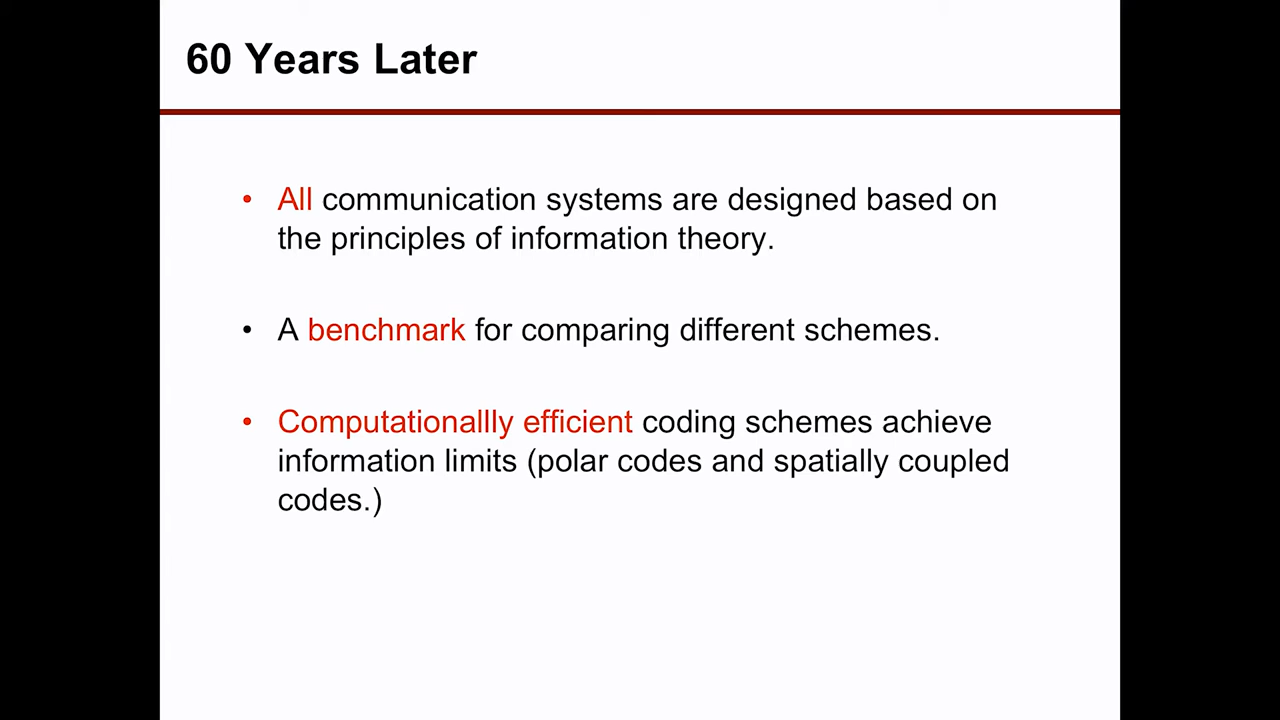 60 Years Later
• All communication systems are designed based on
the principles of information theory.
• A benchmark for comparing different schemes.
• Computationallly efficient coding schemes achieve
information limits (polar codes and spatially coupled
codes.)